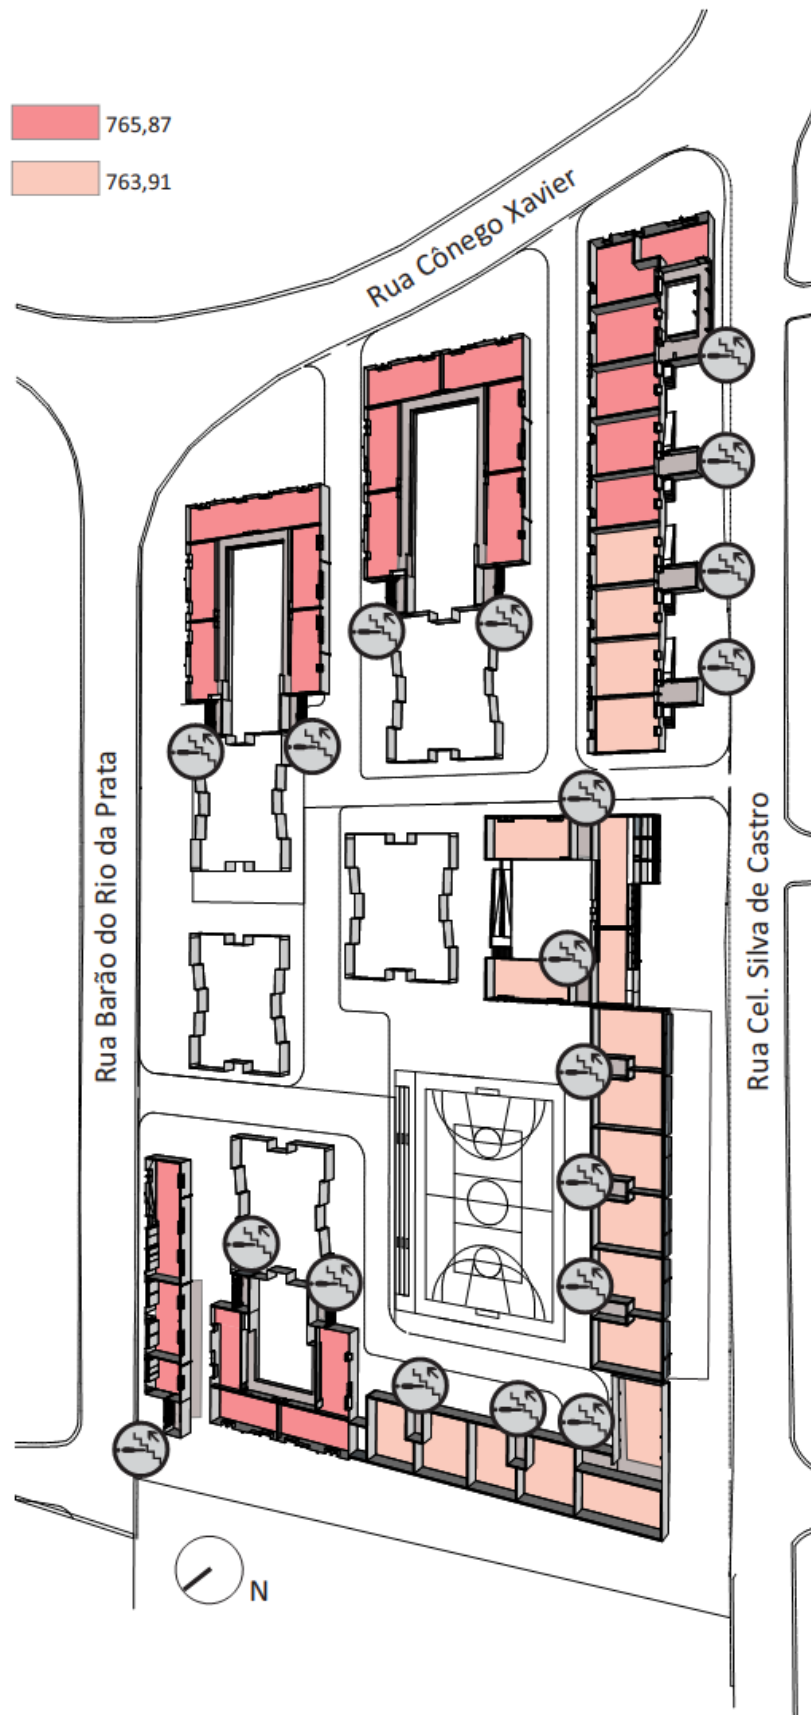 765,87
763,91
Rua Cônego Xavier
Rua Barão do Rio da Prata
Rua Cel. Silva de Castro
N